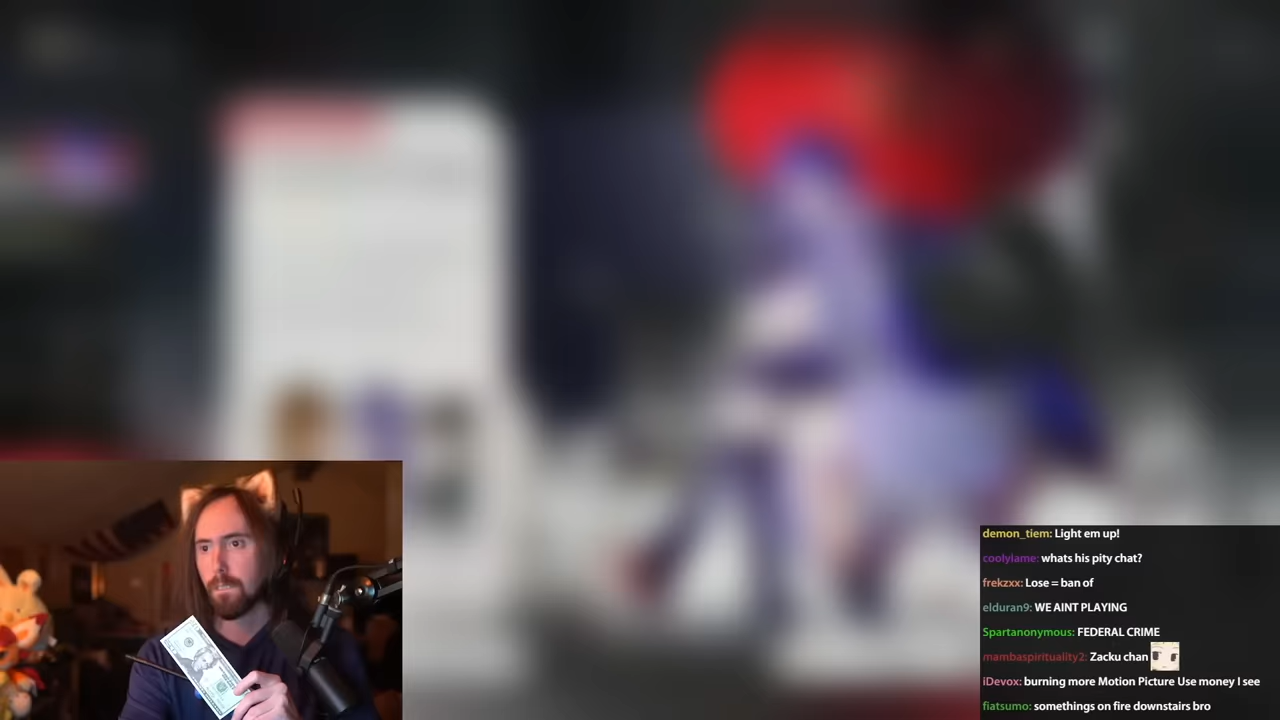 demon_tiem: Light em up!
coolylame: whats his pity chat?
frekzxx: Lose = ban of
elduran9: WE AINT PLAYING
Spartanonymous: FEDERAL CRIME
mambaspirituality2: Zacku chan
iDevox: burning more Motion Picture Use money I see
fiatsumo: somethings on fire downstairs bro